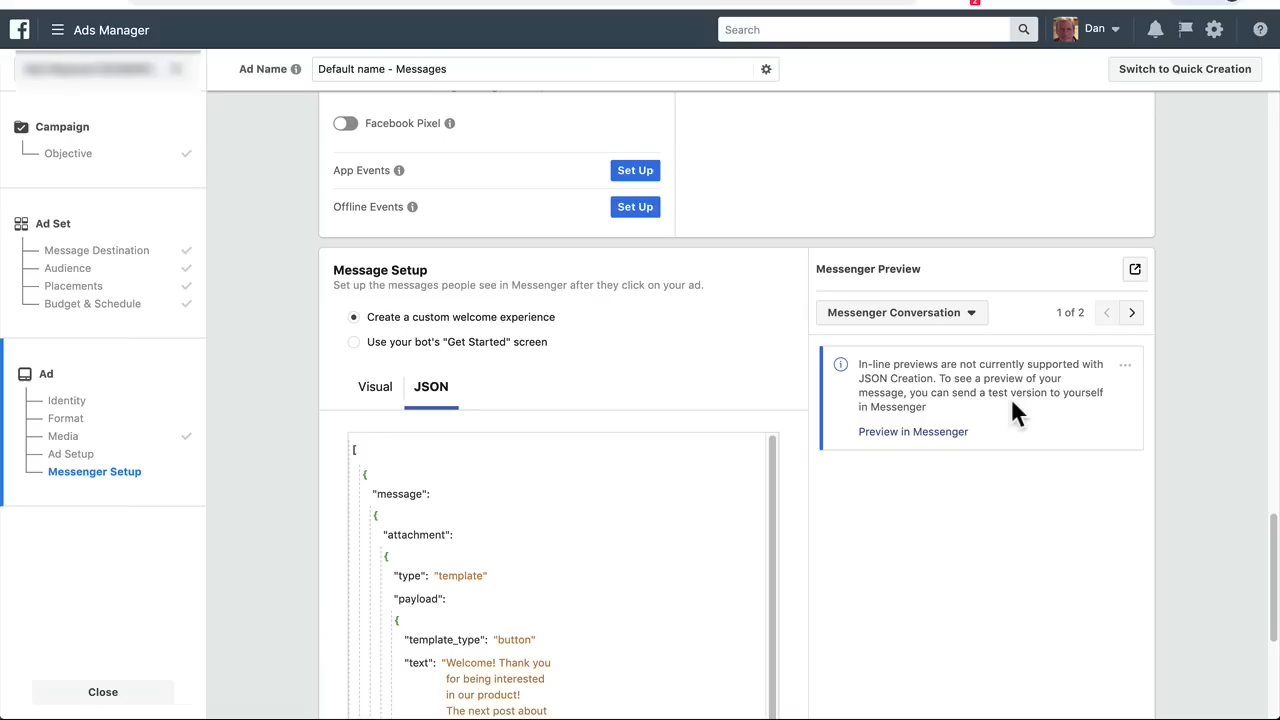 2
Ads Manager
Search
Dan
Ad Name
Default name - Messages
Switch to Quick Creation
Campaign
Objective
Ad Set
Message Destination
Audience
Placements
Budget & Schedule
Ad
Identity
Format
Media
Ad Setup
Messenger Setup
Close
Facebook Pixel
App Events
Set Up
Offline Events
Set Up
Message Setup
Set up the messages people see in Messenger after they click on your ad.
Create a custom welcome experience
Use your bot's "Get Started" screen
Visual
JSON
[
{
"message":
{
"attachment":
{
"type": "template"
"payload":
{
"template_type": "button"
"text": "Welcome! Thank you
for being interested
in our product!
The next post about
Messenger Preview
Messenger Conversation
1 of 2
In-line previews are not currently supported with
JSON Creation. To see a preview of your
message, you can send a test version to yourself
in Messenger
Preview in Messenger